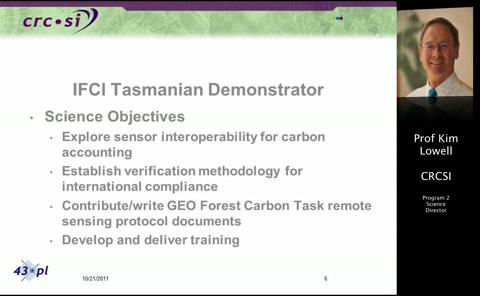 crc•si
IFCI Tasmanian Demonstrator
• Science Objectives
• Explore sensor interoperability for carbon
accounting
• Establish verification methodology for
international compliance
• Contribute/write GEO Forest Carbon Task remote
sensing protocol documents
• Develop and deliver training
43 pl
10/21/2011
6
Prof Kim
Lowell
CRCSI
Program 2
Science
Director